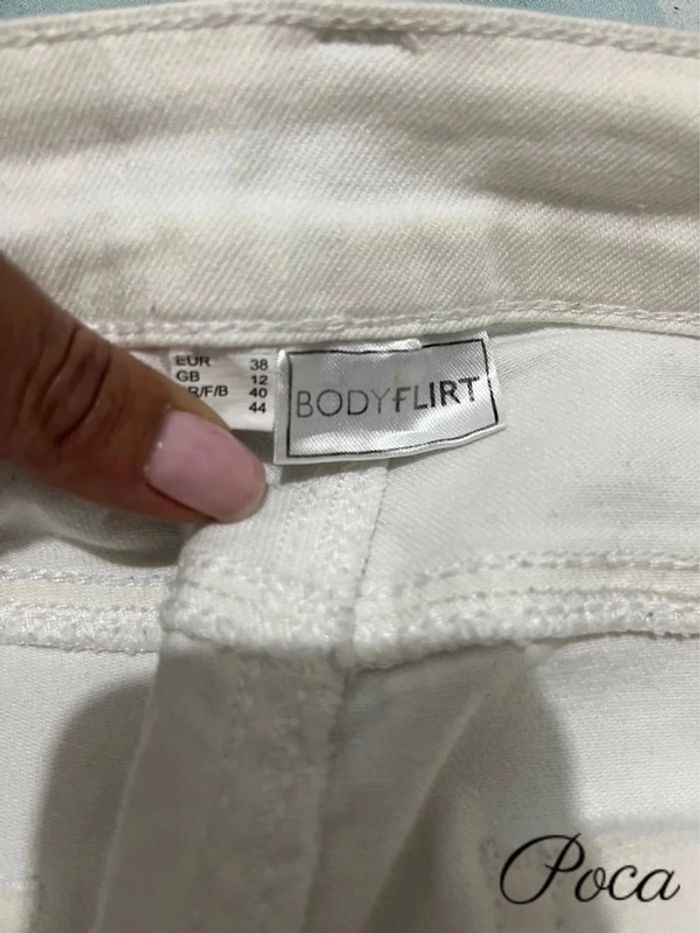 EUR 38
GB 12
R/F/B 40
44
BODYFLIRT
Poca